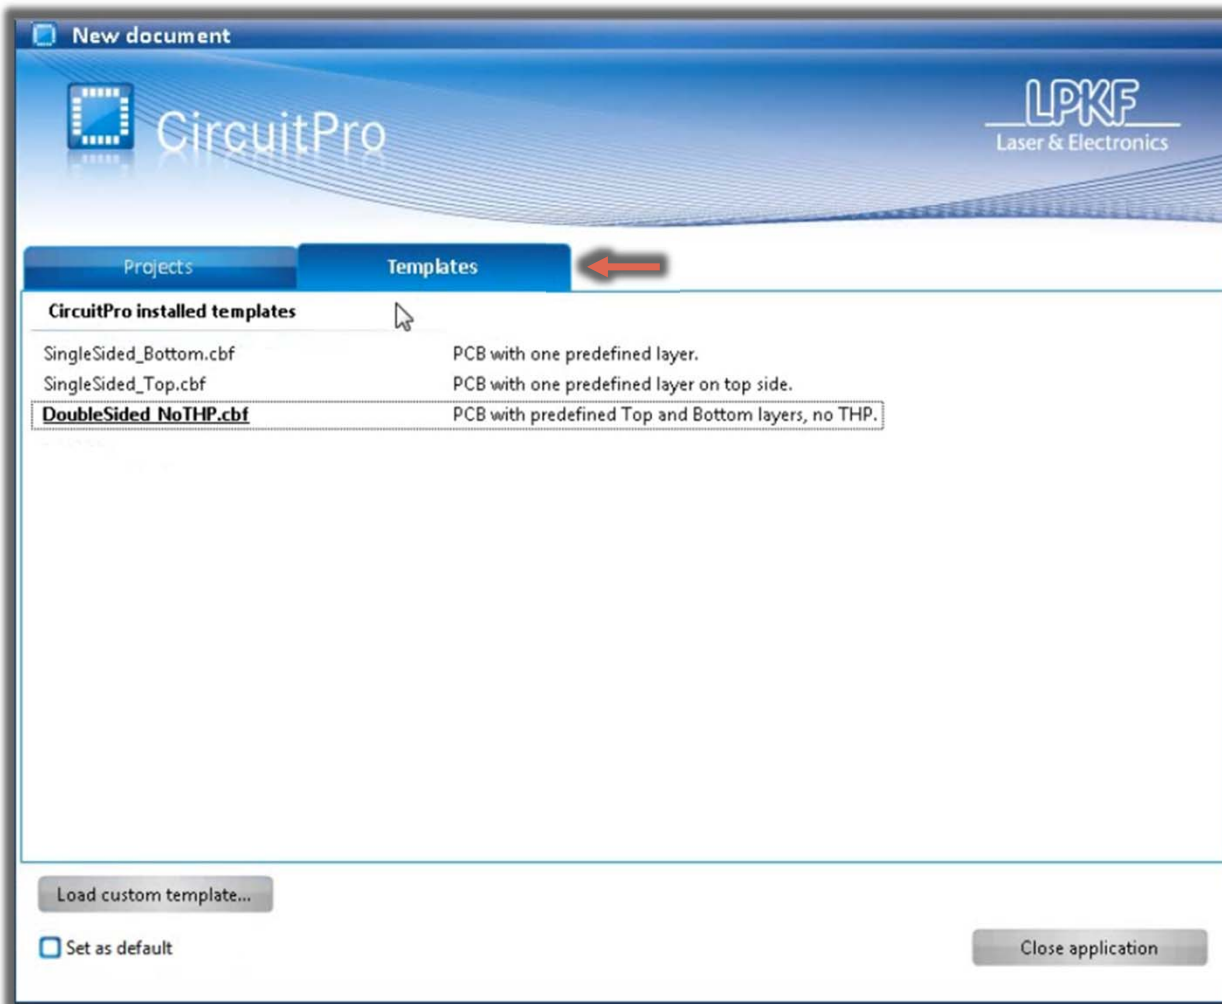 New document
CircuitPro
LPKF
Laser & Electronics
Projects
Templates
CircuitPro installed templates
SingleSided_Bottom.cbf PCB with one predefined layer.
SingleSided_Top.cbf PCB with one predefined layer on top side.
DoubleSided_NoTHP.cbf PCB with predefined Top and Bottom layers, no THP.
Load custom template...
Set as default
Close application